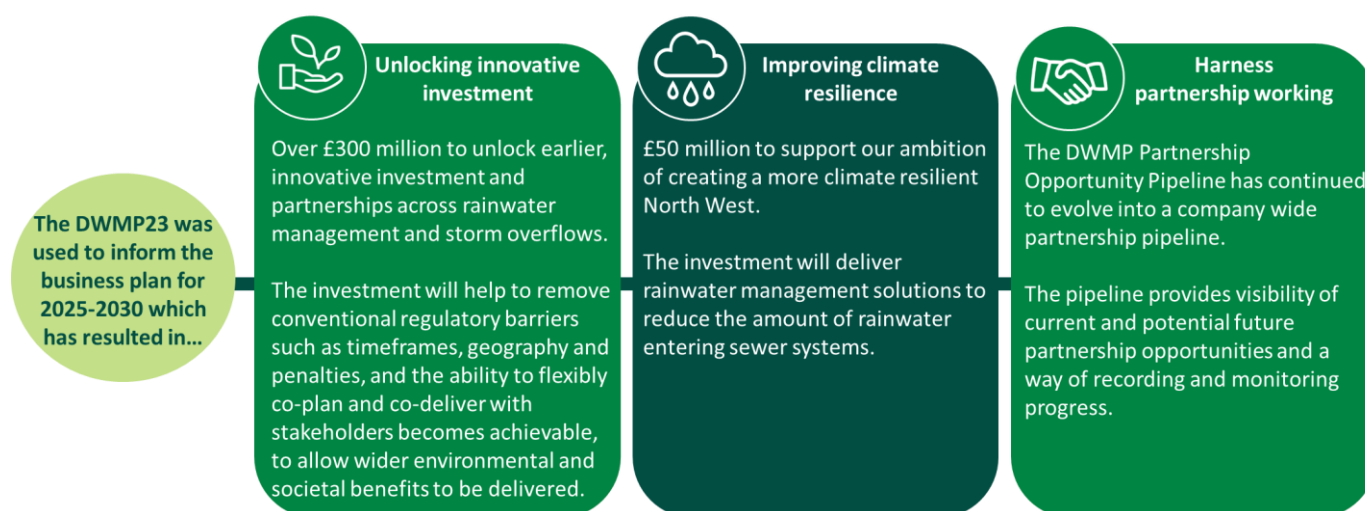 The DWMP23 was
used to inform the
business plan for
2025-2030 which
has resulted in...
Unlocking innovative
investment
Over £300 million to unlock earlier,
innovative investment and
partnerships across rainwater
management and storm overflows.
The investment will help to remove
conventional regulatory barriers
such as timeframes, geography and
penalties, and the ability to flexibly
co-plan and co-deliver with
stakeholders becomes achievable,
to allow wider environmental and
societal benefits to be delivered.
Improving climate
resilience
£50 million to support our ambition
of creating a more climate resilient
North West.
The investment will deliver
rainwater management solutions to
reduce the amount of rainwater
entering sewer systems.
Harness
partnership working
The DWMP Partnership
Opportunity Pipeline has continued
to evolve into a company wide
partnership pipeline.
The pipeline provides visibility of
current and potential future
partnership opportunities and a
way of recording and monitoring
progress.